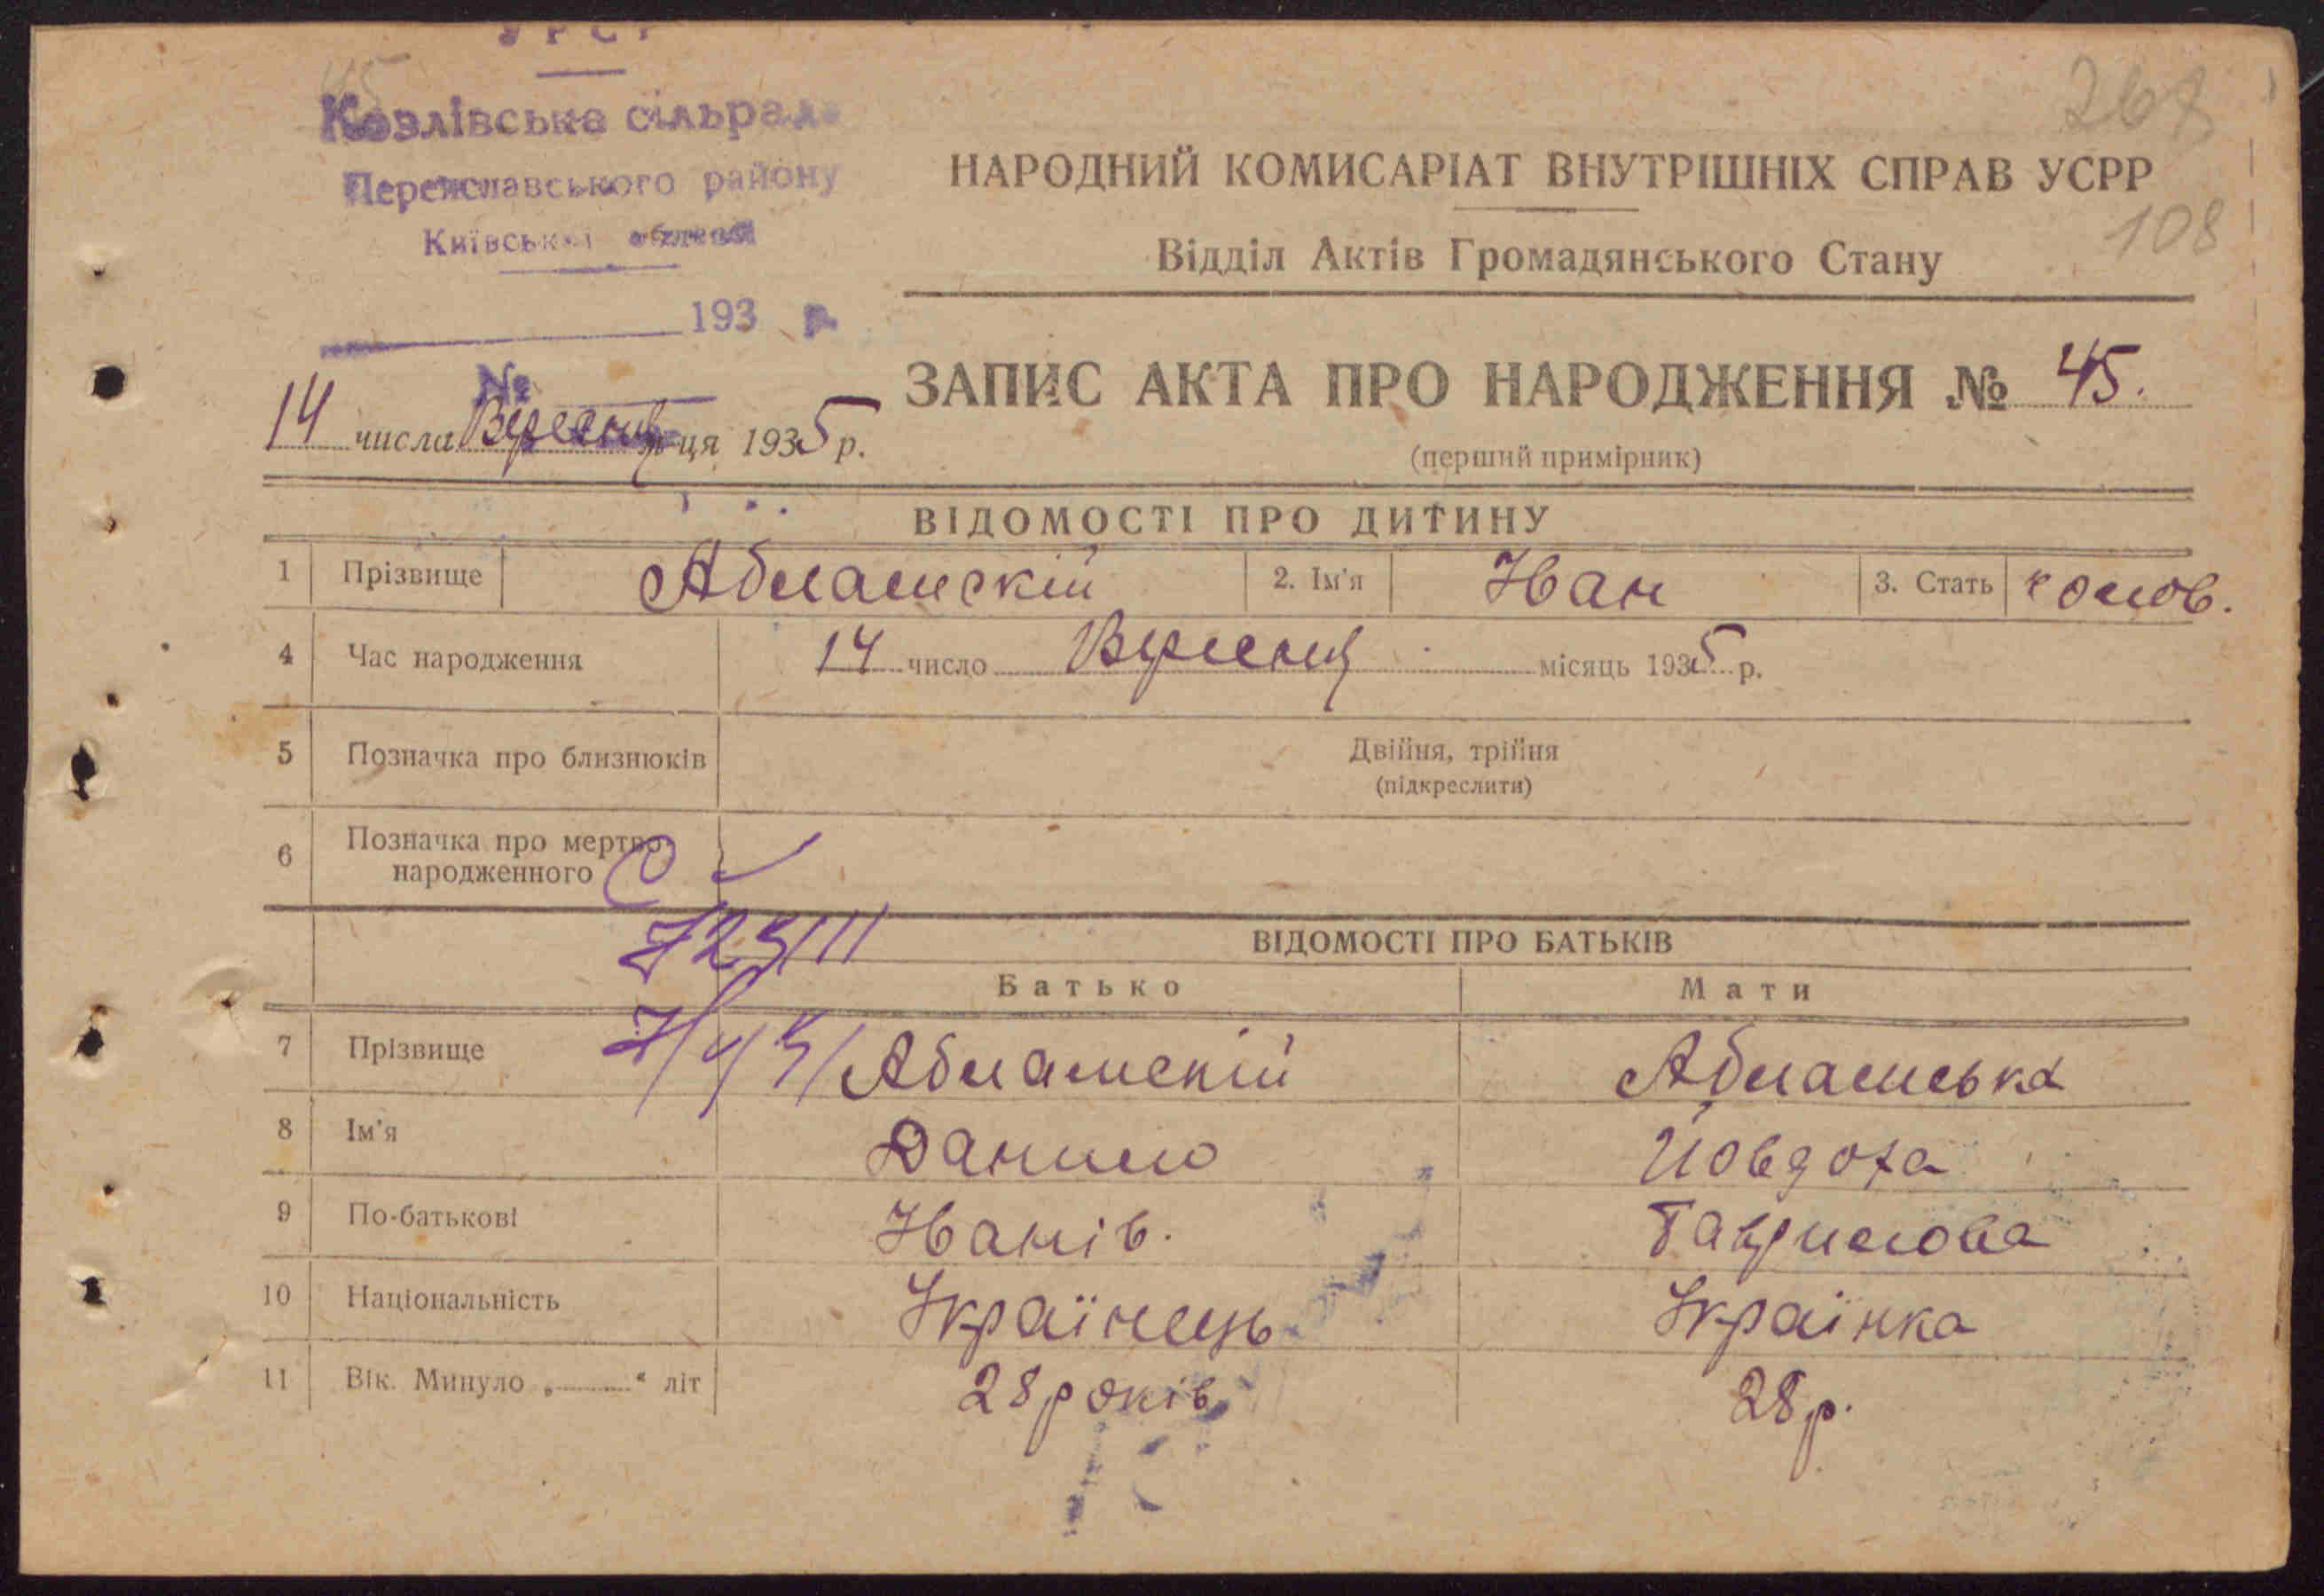 УРСР
Козлівська сільрада
Переяславського району
Київської області
193 р.
№
267
108
НАРОДНИЙ КОМИСАРІАТ ВНУТРІШНІХ СПРАВ УСРР
Відділ Актів Громадянського Стану
14 числа Вересня м-ця 1935 р.
ЗАПИС АКТА ПРО НАРОДЖЕННЯ № 45.
(перший примірник)
ВІДОМОСТІ ПРО ДИТИНУ
1 Прізвище 2. Ім'я Иван 3. Стать чолов.
4 Час народження 14 число Вересня місяць 1935 р.
5 Позначка про близнюків Двійня, трійня
(підкреслити)
6 Позначка про мертво-
народженного
ВІДОМОСТІ ПРО БАТЬКІВ
Батько Мати
7 Прізвище
8 Ім'я Данило Йовдоха
9 По-батькові Иванів. Гаврилова
10 Національність Українець Українка
11 Вік. Минуло „ “ літ 28 років 28 р.